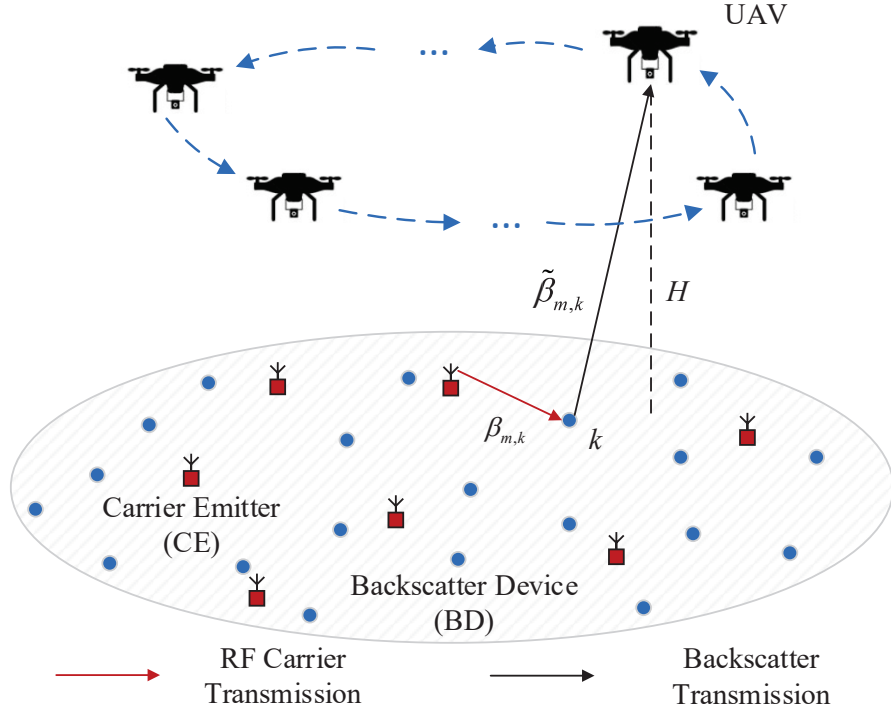 UAV
...
...
β̃m,k
H
βm,k
k
Carrier Emitter
(CE)
Backscatter Device
(BD)
RF Carrier
Transmission
Backscatter
Transmission